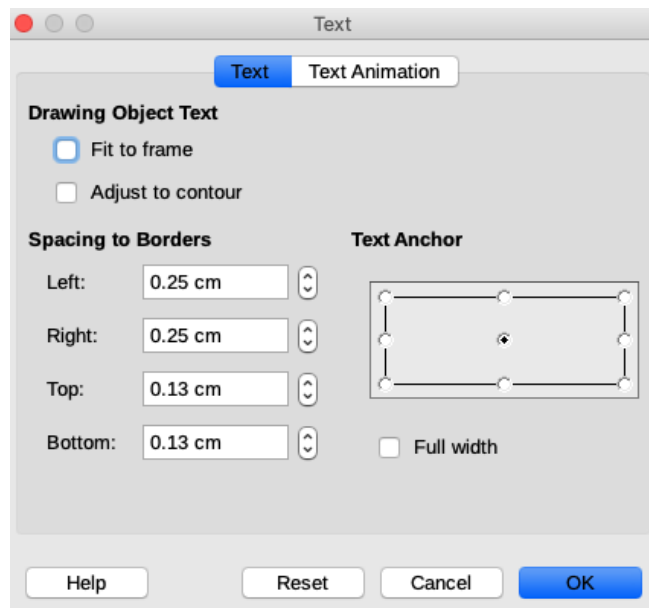 Text
Text Text Animation
Drawing Object Text
Fit to frame
Adjust to contour
Spacing to Borders Text Anchor
Left: 0.25 cm
Right: 0.25 cm
Top: 0.13 cm
Bottom: 0.13 cm Full width
Help Reset Cancel OK